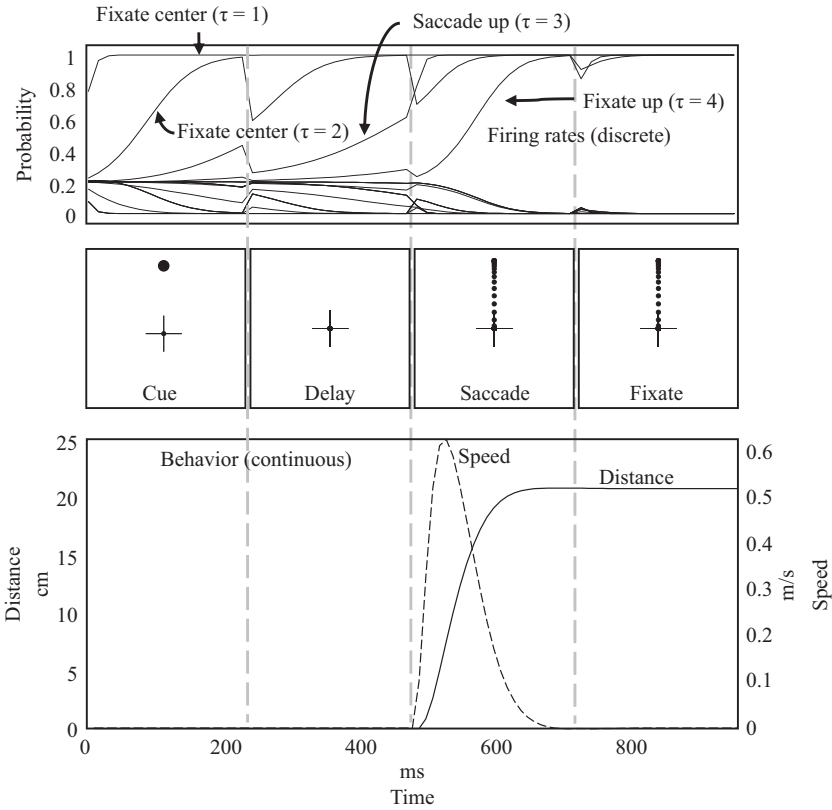 Fixate center (τ = 1)
Saccade up (τ = 3)
1
0.8
0.6
0.4
0.2
0
Probability
Fixate center (τ = 2)
Fixate up (τ = 4)
Firing rates (discrete)
Cue
Delay
Saccade
Fixate
25
20
15
10
5
0
Distance
cm
Behavior (continuous)
Speed
Distance
0.6
0.5
0.4
0.3
0.2
0.1
0
m/s
Speed
0
200
400
600
800
ms
Time